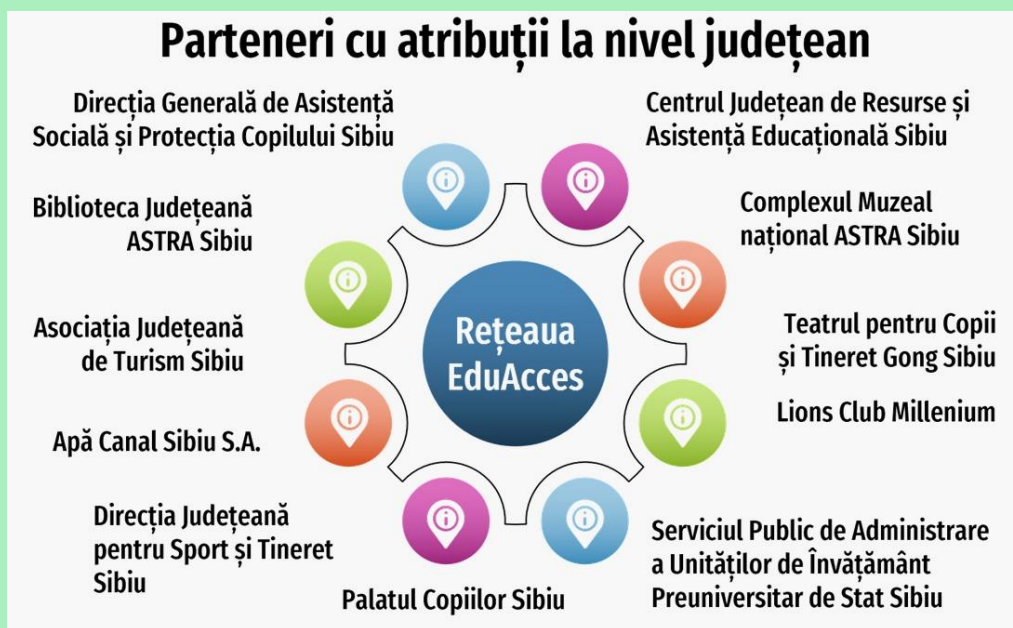 Parteneri cu atribuții la nivel județean
Direcția Generală de Asistență
Socială și Protecția Copilului Sibiu
Centrul Județean de Resurse și
Asistență Educațională Sibiu
Biblioteca Județeană
ASTRA Sibiu
Complexul Muzeal
național ASTRA Sibiu
Asociația Județeană
de Turism Sibiu
Rețeaua
EduAcces
Teatrul pentru Copii
și Tineret Gong Sibiu
Apă Canal Sibiu S.A.
Lions Club Millenium
Direcția Județeană
pentru Sport și Tineret
Sibiu
Palatul Copiilor Sibiu
Serviciul Public de Administrare
a Unităților de Învățământ
Preuniversitar de Stat Sibiu